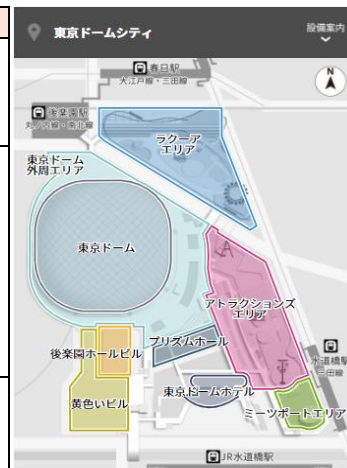 東京ドームシティ
設備案内
春日駅
大江戸線・三田線
N
後楽園駅
丸ノ内線・南北線
ラクーア
エリア
東京ドーム
外周エリア
東京ドーム
アトラクションズ
エリア
プリズムホール
後楽園ホールビル
水道橋駅
三田線
東京ドームホテル
黄色いビル
ミーツポートエリア
JR水道橋駅